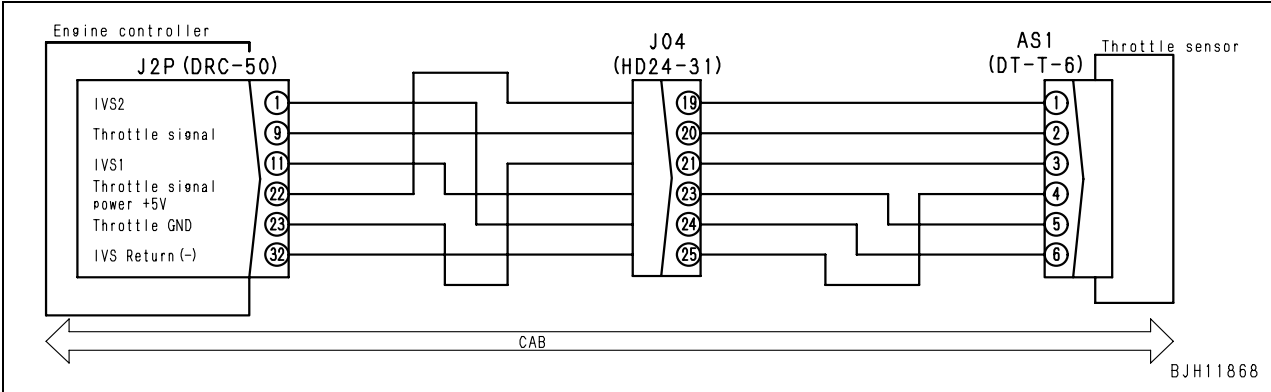 Engine controller
J2P (DRC-50)
IVS2
1
Throttle signal
9
IVS1
11
Throttle signal
power +5V
22
Throttle GND
23
IVS Return (-)
32
J04
(HD24-31)
19
20
21
23
24
25
AS1
(DT-T-6)
Throttle sensor
1
2
3
4
5
6
CAB
BJH11868